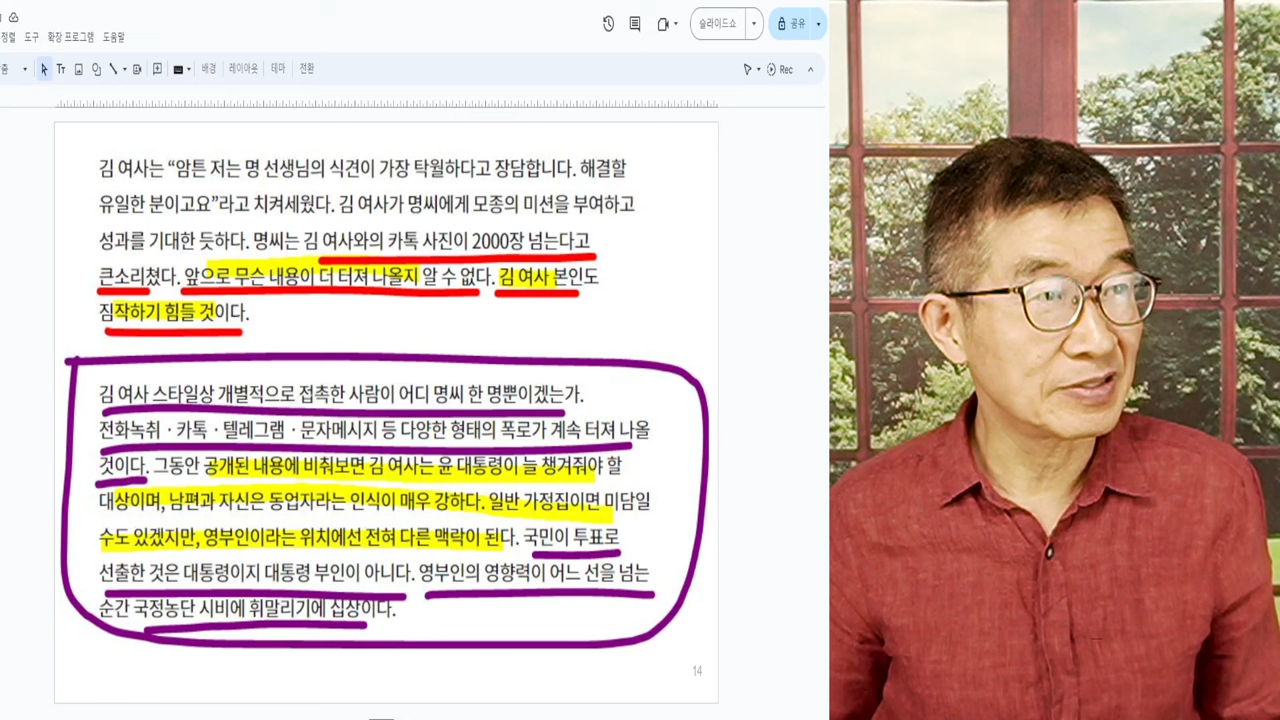 정렬 도구 확장 프로그램 도움말
슬라이드쇼
공유
배경 레이아웃 테마 전환
Rec
김 여사는 “암튼 저는 명 선생님의 식견이 가장 탁월하다고 장담합니다. 해결할
유일한 분이고요”라고 치켜세웠다. 김 여사가 명씨에게 모종의 미션을 부여하고
성과를 기대한 듯하다. 명씨는 김 여사와의 카톡 사진이 2000장 넘는다고
큰소리쳤다. 앞으로 무슨 내용이 더 터져 나올지 알 수 없다. 김 여사 본인도
짐작하기 힘들 것이다.
김 여사 스타일상 개별적으로 접촉한 사람이 어디 명씨 한 명뿐이겠는가.
전화녹취·카톡·텔레그램·문자메시지 등 다양한 형태의 폭로가 계속 터져 나올
것이다. 그동안 공개된 내용에 비춰보면 김 여사는 윤 대통령이 늘 챙겨줘야 할
대상이며, 남편과 자신은 동업자라는 인식이 매우 강하다. 일반 가정집이면 미담일
수도 있겠지만, 영부인이라는 위치에선 전혀 다른 맥락이 된다. 국민이 투표로
선출한 것은 대통령이지 대통령 부인이 아니다. 영부인의 영향력이 어느 선을 넘는
순간 국정농단 시비에 휘말리기에 십상이다.
14